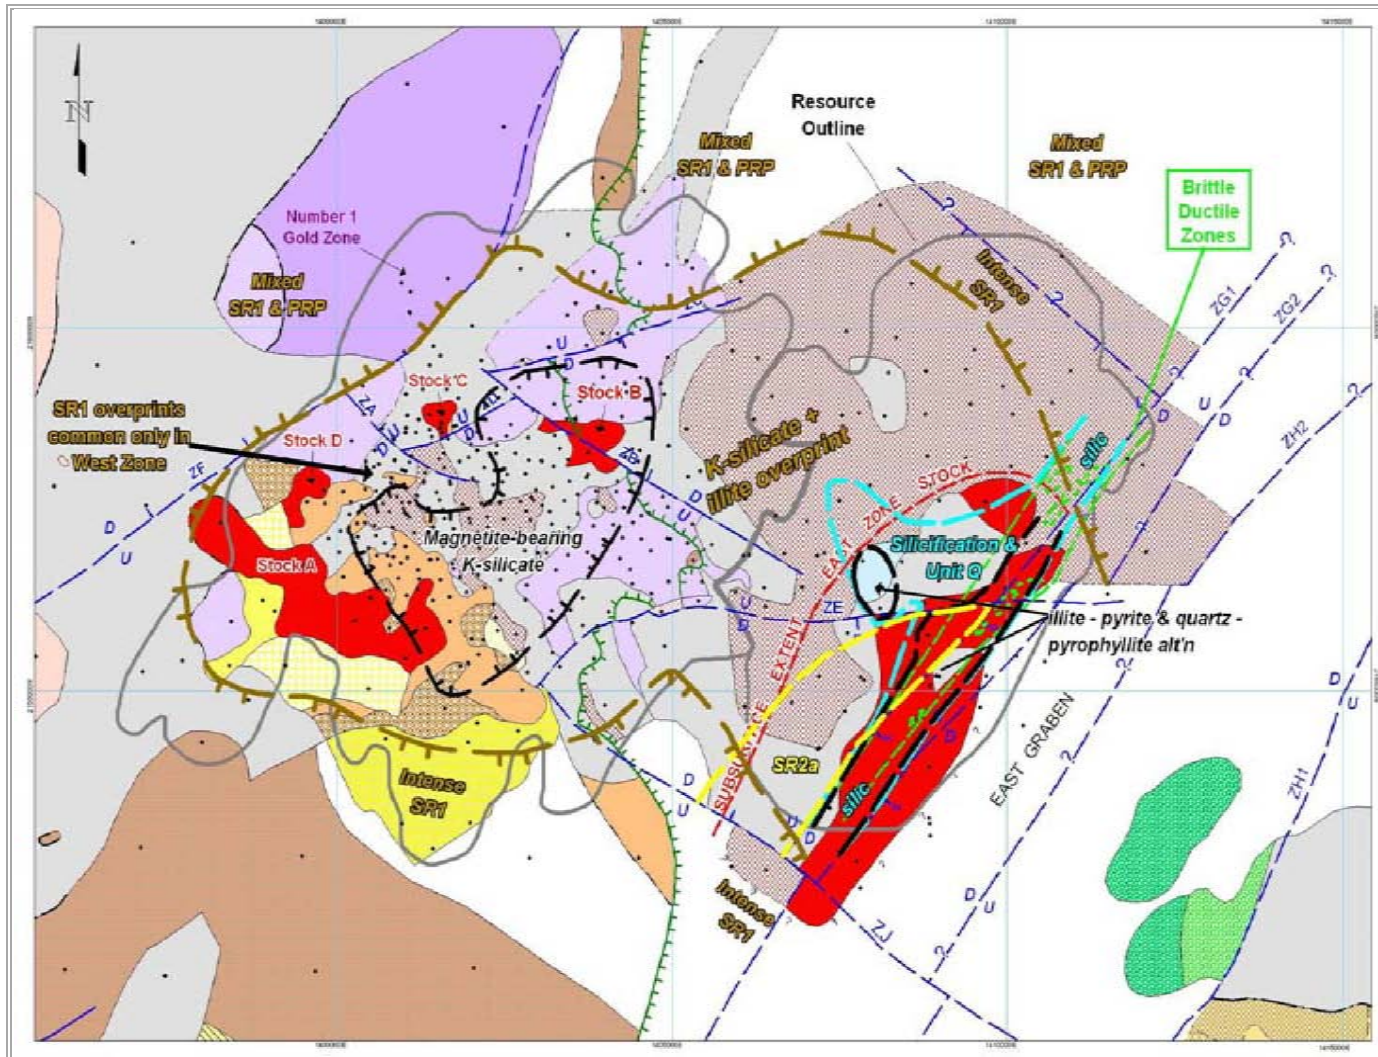 N
Resource
Outline
Mixed
SR1 & PRP
Mixed
SR1 & PRP
Brittle
Ductile
Zones
Number 1
Gold Zone
Mixed
SR1 & PRP
Intense
SR1
ZG1
ZG2
ZH2
U
D
Stock C
Stock B
SR1 overprints
common only in
West Zone
ZA
Stock D
ZF
D
U
ZB
K-silicate +
illite overprint
silic
SUBSURFACE EXTENT EAST ZONE STOCK
Magnetite-bearing
K-silicate
Silicification &
Unit Q
Stock A
ZE
illite - pyrite & quartz -
pyrophyllite alt'n
EAST GRABEN
SR2a
silic
Intense
SR1
D
U
ZH1
Intense
SR1
ZJ
D
U